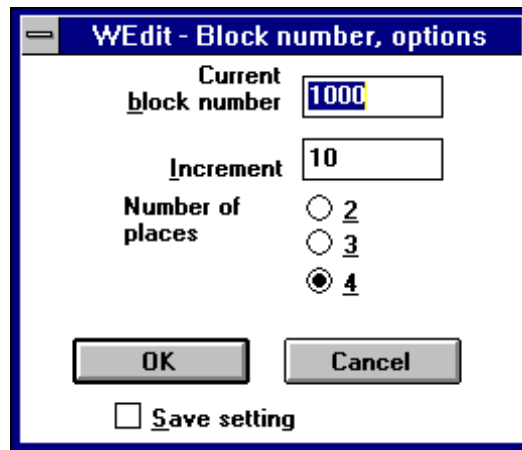 WEdit - Block number, options
Current
block number 1000
Increment 10
Number of
places
2
3
4
OK Cancel
Save setting